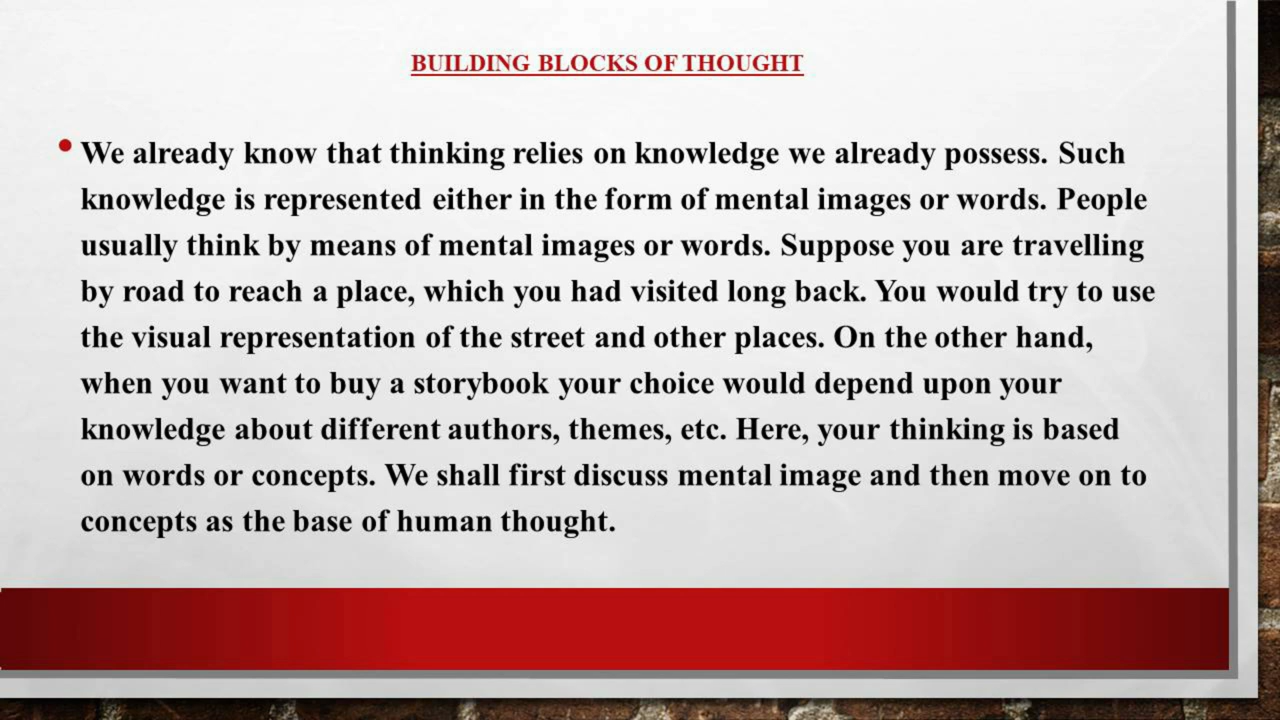 BUILDING BLOCKS OF THOUGHT
• We already know that thinking relies on knowledge we already possess. Such
knowledge is represented either in the form of mental images or words. People
usually think by means of mental images or words. Suppose you are travelling
by road to reach a place, which you had visited long back. You would try to use
the visual representation of the street and other places. On the other hand,
when you want to buy a storybook your choice would depend upon your
knowledge about different authors, themes, etc. Here, your thinking is based
on words or concepts. We shall first discuss mental image and then move on to
concepts as the base of human thought.